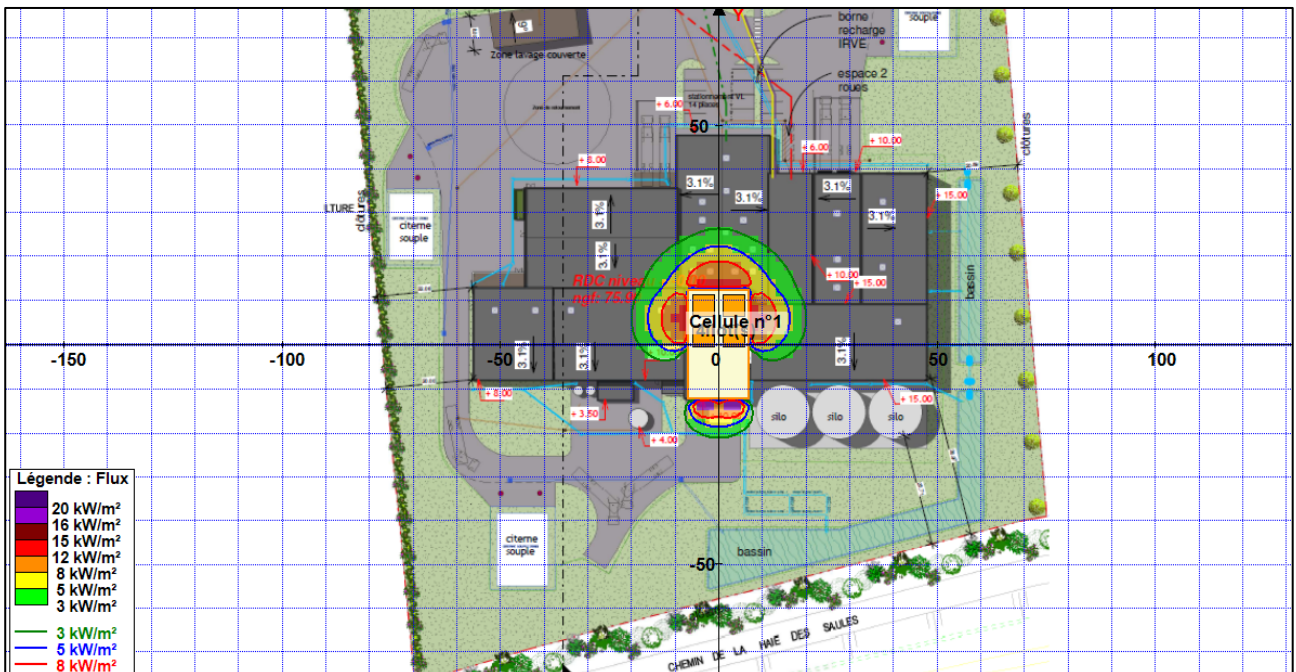 Y
borne
recharge
IRVE
souple
Zone lavage couverte
espace 2
roues
stationnement VL
14 places
+ 6.00
50
+ 10.00
+ 6.00
clôtures
+ 8.00
3.1%
3.1%
3.1%
3.1%
3.1%
3.1%
+ 15.00
LTURE
clôtures
citerne
souple
RDC nivea
ngf: 75.9
+ 10.00
+ 15.00
bassin
Cellule n°1
-150
-100
-50
0
50
100
3.1%
3.1%
3.1%
+ 8.00
+ 3.50
+ 4.00
silo
silo
silo
+ 15.00
citerne
souple
bassin
-50
CHEMIN DE LA HAIE DES SAULES
Légende : Flux
20 kW/m²
16 kW/m²
15 kW/m²
12 kW/m²
8 kW/m²
5 kW/m²
3 kW/m²
3 kW/m²
5 kW/m²
8 kW/m²